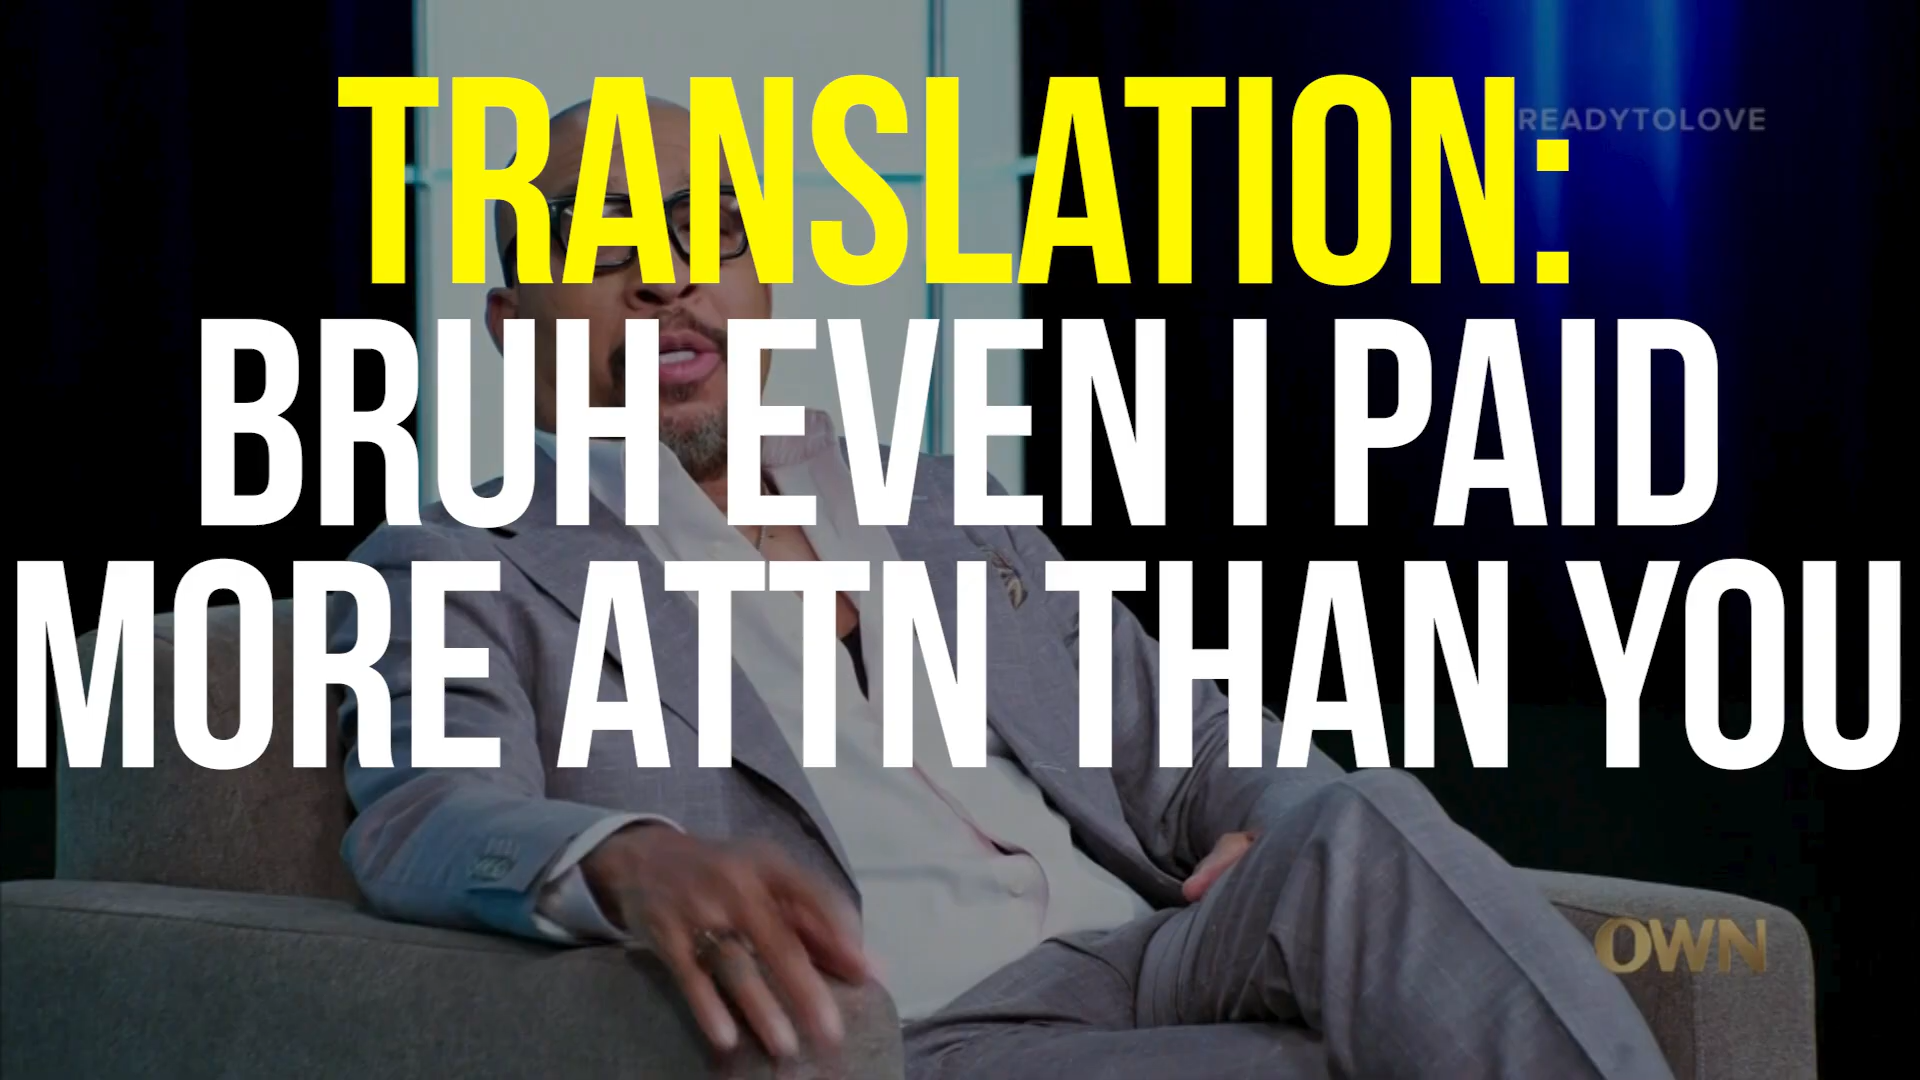 TRANSLATION:
READYTOLOVE
BRUH EVEN I PAID
MORE ATTN THAN YOU
OWN